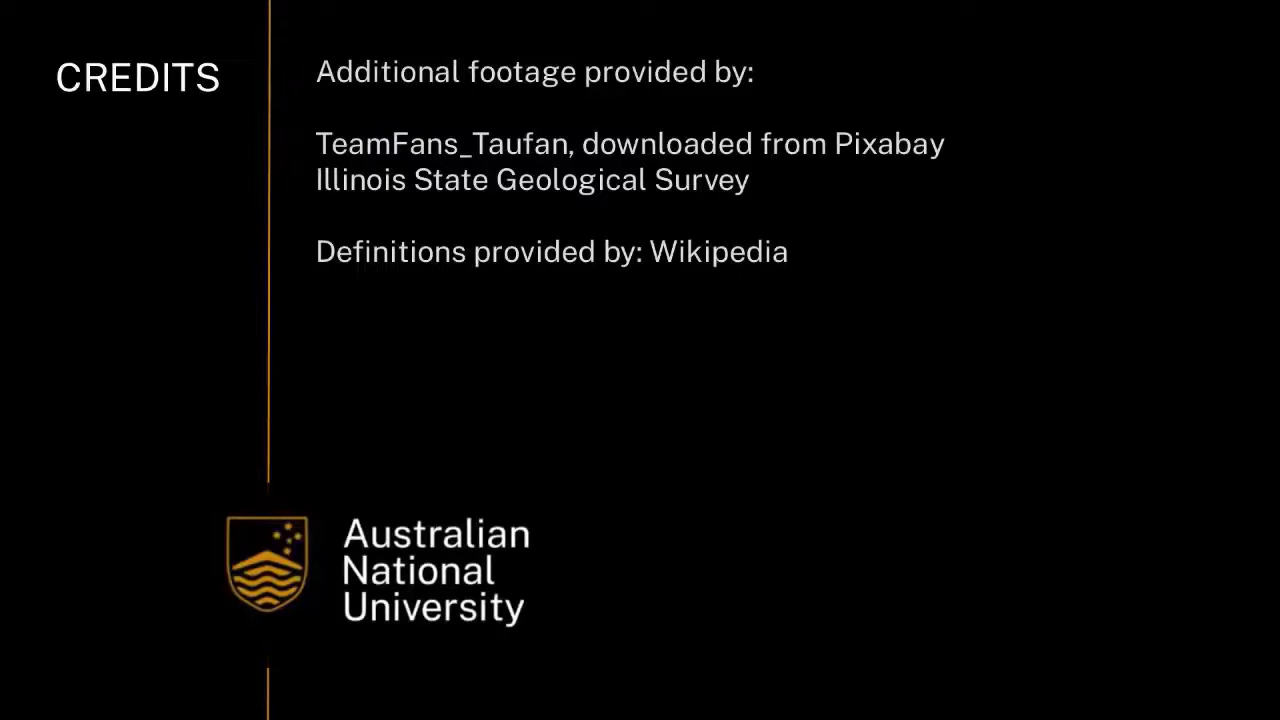 CREDITS
Additional footage provided by:
TeamFans_Taufan, downloaded from Pixabay
Illinois State Geological Survey
Definitions provided by: Wikipedia
Australian
National
University